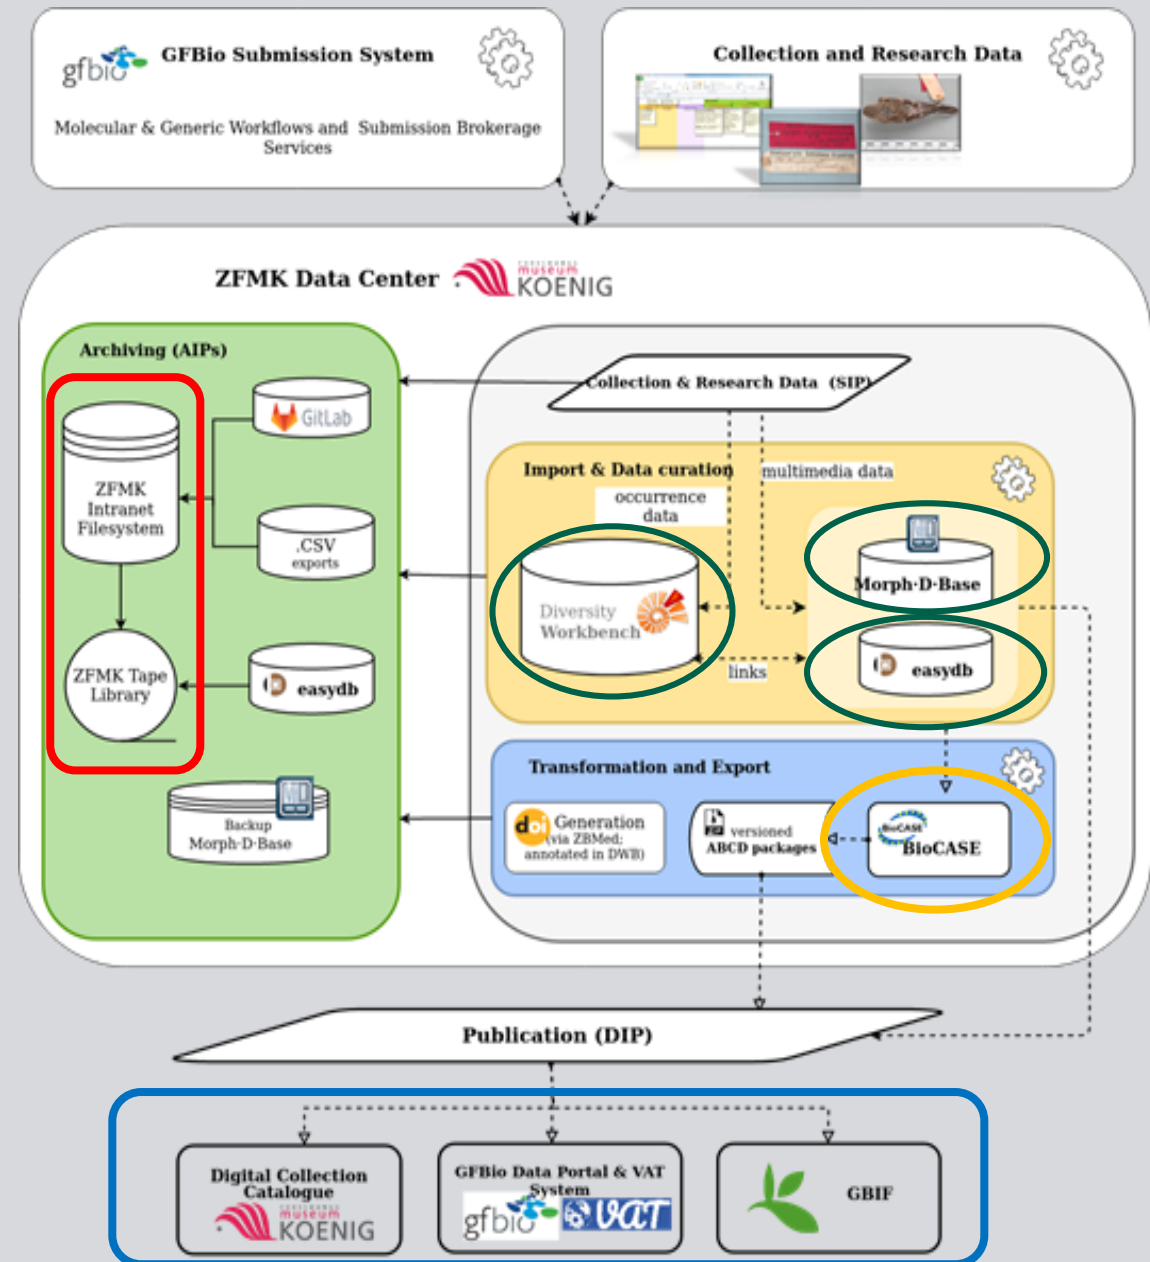 gfbio
GFBio Submission System
Molecular & Generic Workflows and Submission Brokerage
Services
Collection and Research Data
ZFMK Data Center
museum
KOENIG
Archiving (AIPs)
GitLab
ZFMK
Intranet
Filesystem
.CSV
exports
ZFMK Tape
Library
easydb
Backup
Morph·D·Base
Collection & Research Data (SIP)
Import & Data curation
multimedia data
occurrence
data
Diversity
Workbench
Morph·D·Base
links
easydb
Transformation and Export
doi Generation
(via ZBMed;
annotated in DWB)
ZIP
versioned
ABCD packages
BioCASE
BioCASE
Publication (DIP)
Digital Collection
Catalogue
museum
KOENIG
GFBio Data Portal & VAT
System
gfbio
VAT
GBIF